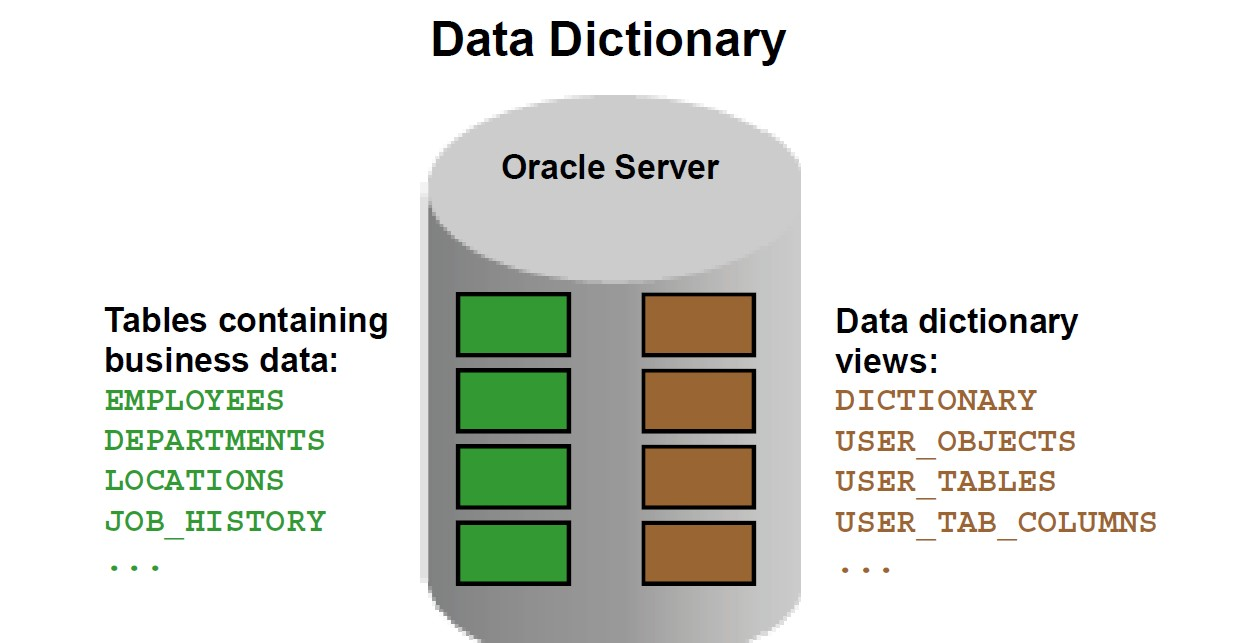 Data Dictionary
Oracle Server
Tables containing
business data:
EMPLOYEES
DEPARTMENTS
LOCATIONS
JOB_HISTORY
...
Data dictionary
views:
DICTIONARY
USER_OBJECTS
USER_TABLES
USER_TAB_COLUMNS
...